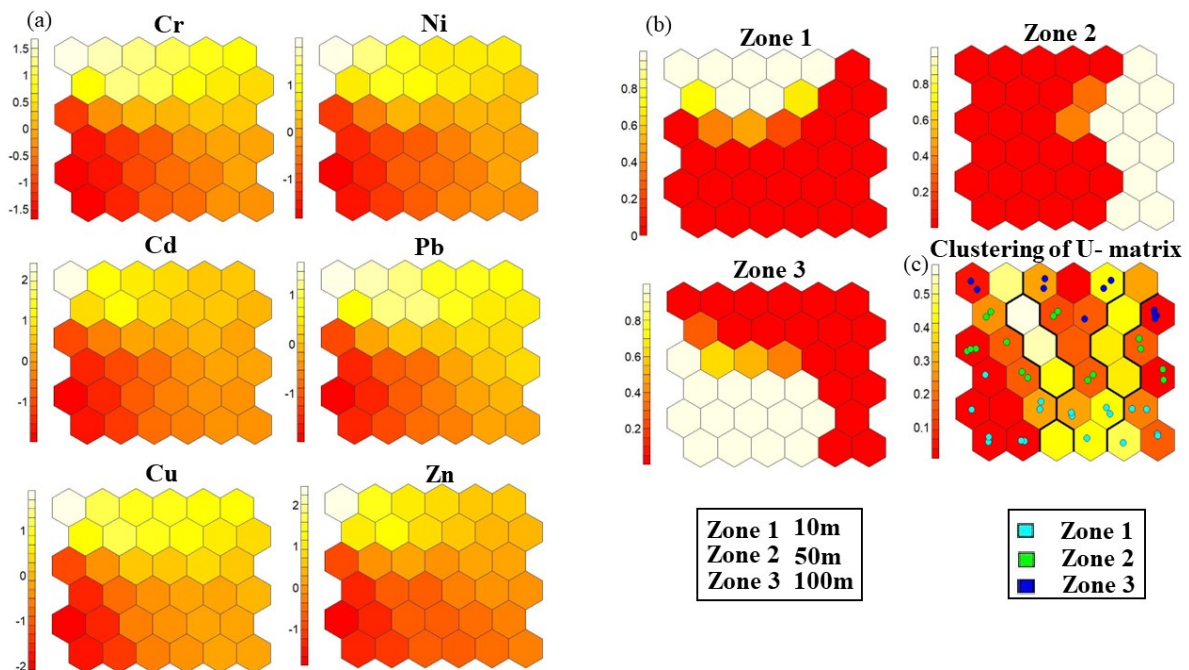 (a)
Cr
1.5
1
0.5
0
-0.5
-1
-1.5
Ni
1
0
-1
Cd
2
1
0
-1
Pb
1
0
-1
Cu
1
0
-1
-2
Zn
2
1
0
-1
(b)
Zone 1
0.8
0.6
0.4
0.2
0
Zone 2
0.8
0.6
0.4
0.2
Zone 3
0.8
0.6
0.4
0.2
Clustering of U- matrix
(c)
0.5
0.4
0.3
0.2
0.1
Zone 1 10m
Zone 2 50m
Zone 3 100m
Zone 1
Zone 2
Zone 3